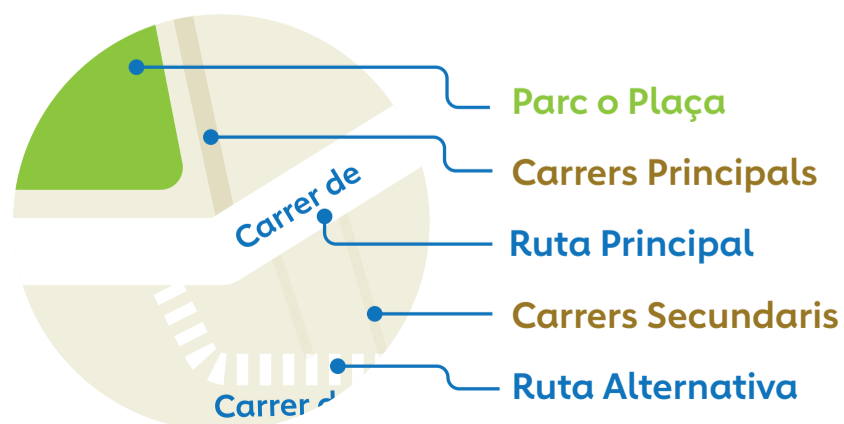 Parc o Plaça
Carrers Principals
Carrer de
Ruta Principal
Carrers Secundaris
Ruta Alternativa
Carrer